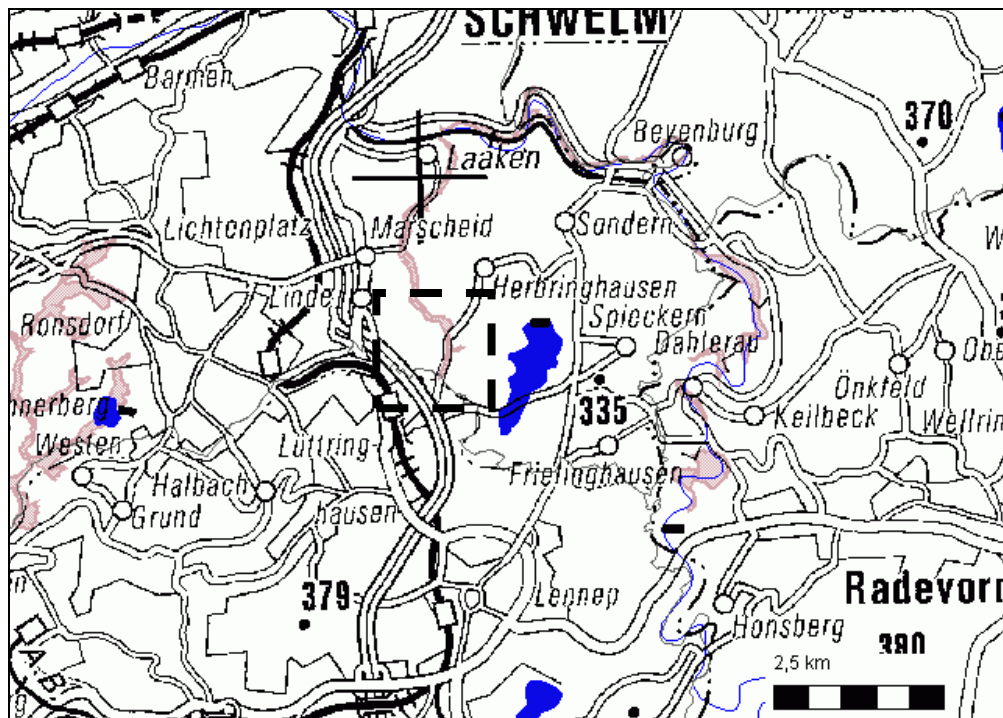 SCHWELM
Barmen
370
Beyenburg
Laaken
Lichtenplatz
Marscheid
Sondern
Linde
Herbringhausen
Ronsdorf
Spieckern
Dahlerau
Önkfeld
335
Keilbeck
Westen
Lüttring-
Halbach
Frielinghausen
Grund
hausen
379
Lennep
Radevor
Honsberg
380
2,5 km